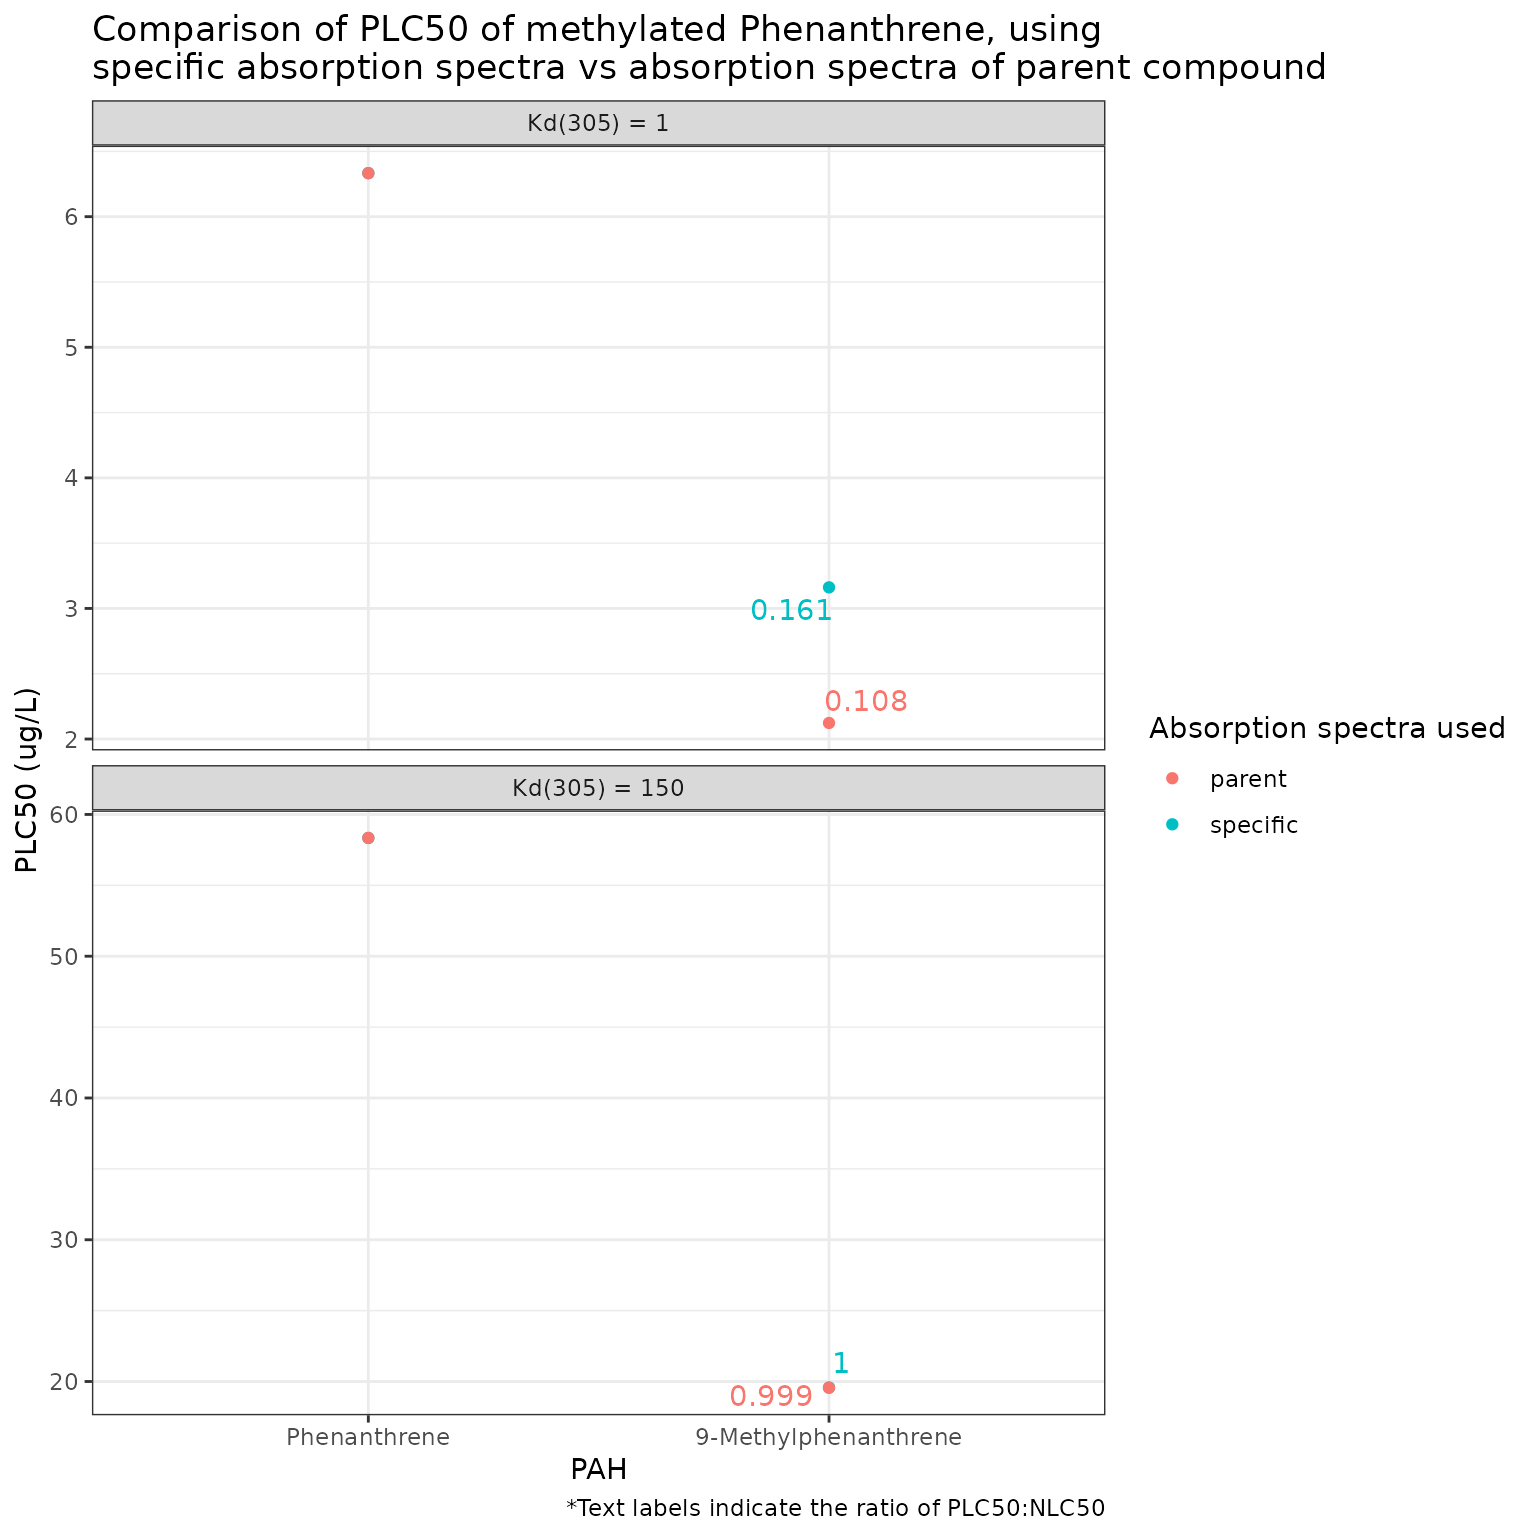 Comparison of PLC50 of methylated Phenanthrene, using
specific absorption spectra vs absorption spectra of parent compound
Kd(305) = 1
6
5
4
3
2
0.161
0.108
PLC50 (ug/L)
Kd(305) = 150
60
50
40
30
20
1
0.999
Phenanthrene
9-Methylphenanthrene
PAH
*Text labels indicate the ratio of PLC50:NLC50
Absorption spectra used
parent
specific